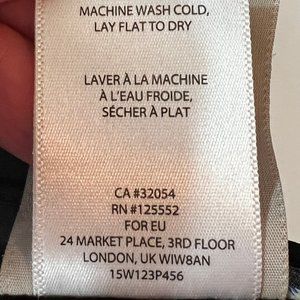 MACHINE WASH COLD,
LAY FLAT TO DRY
LAVER À LA MACHINE
À L'EAU FROIDE,
SÉCHER À PLAT
CA #32054
RN #125552
FOR EU
24 MARKET PLACE, 3RD FLOOR
LONDON, UK WIW8AN
15W123P456